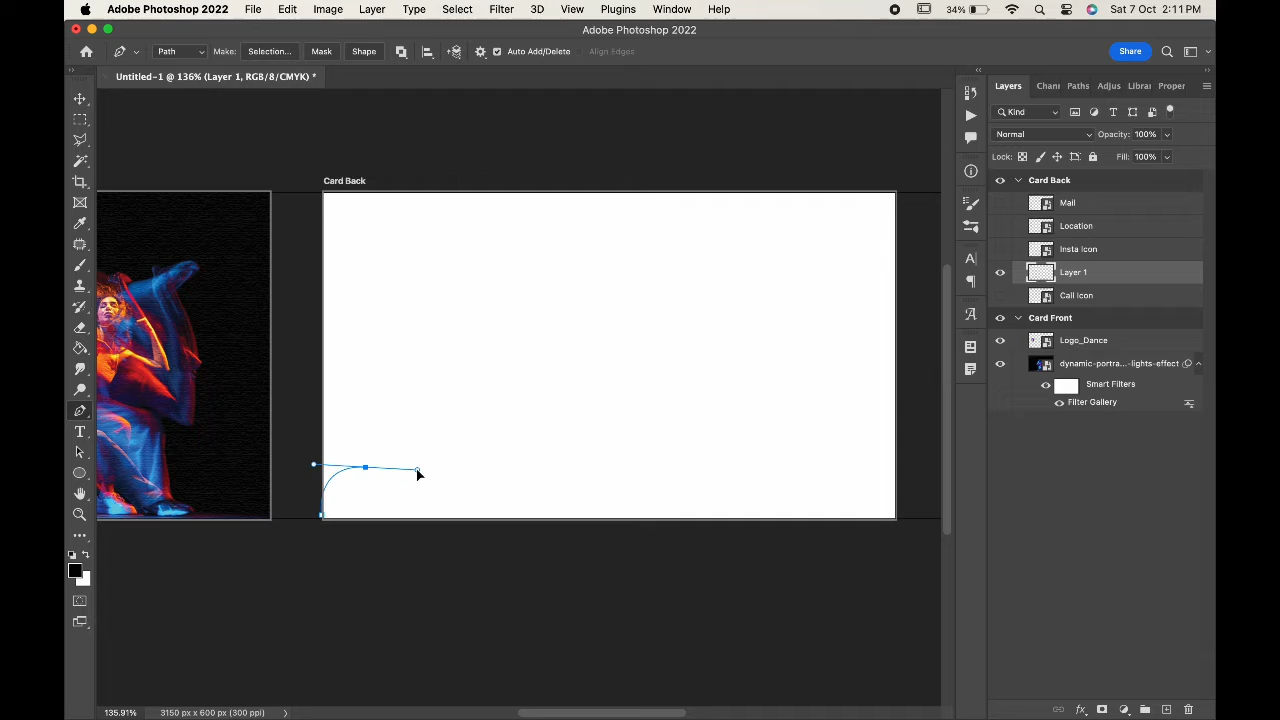 Adobe Photoshop 2022 File Edit Image Layer Type Select Filter 3D View Plugins Window Help 34% Sat 7 Oct 2:11PM
Adobe Photoshop 2022
Path Make: Selection... Mask Shape Auto Add/Delete Align Edges Share
Untitled-1 @ 136% (Layer 1, RGB/8/CMYK) *
Layers Chan Paths Adjus Librar Proper
Kind
Normal Opacity: 100%
Lock: Fill: 100%
Card Back
Card Back
Mail
Location
Insta Icon
Layer 1
Call Icon
Card Front
Logo_Dance
dynamic-portra...-lights-effect
Smart Filters
Filter Gallery
135.91% 3150 px x 600 px (300 ppi)